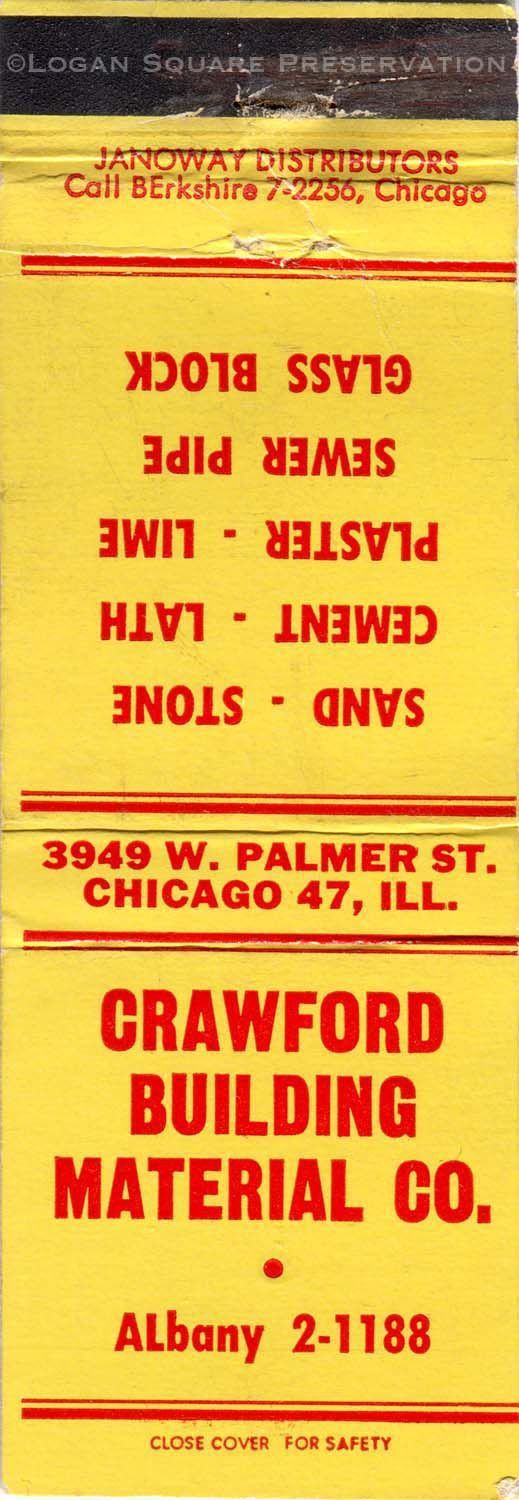 ©LOGAN SQUARE PRESERVATION
JANOWAY DISTRIBUTORS
Call BErkshire 7-2256, Chicago
SAND - STONE
CEMENT - LATH
PLASTER - LIME
SEWER PIPE
GLASS BLOCK
3949 W. PALMER ST.
CHICAGO 47, ILL.
CRAWFORD
BUILDING
MATERIAL CO.
•
ALbany 2-1188
CLOSE COVER FOR SAFETY